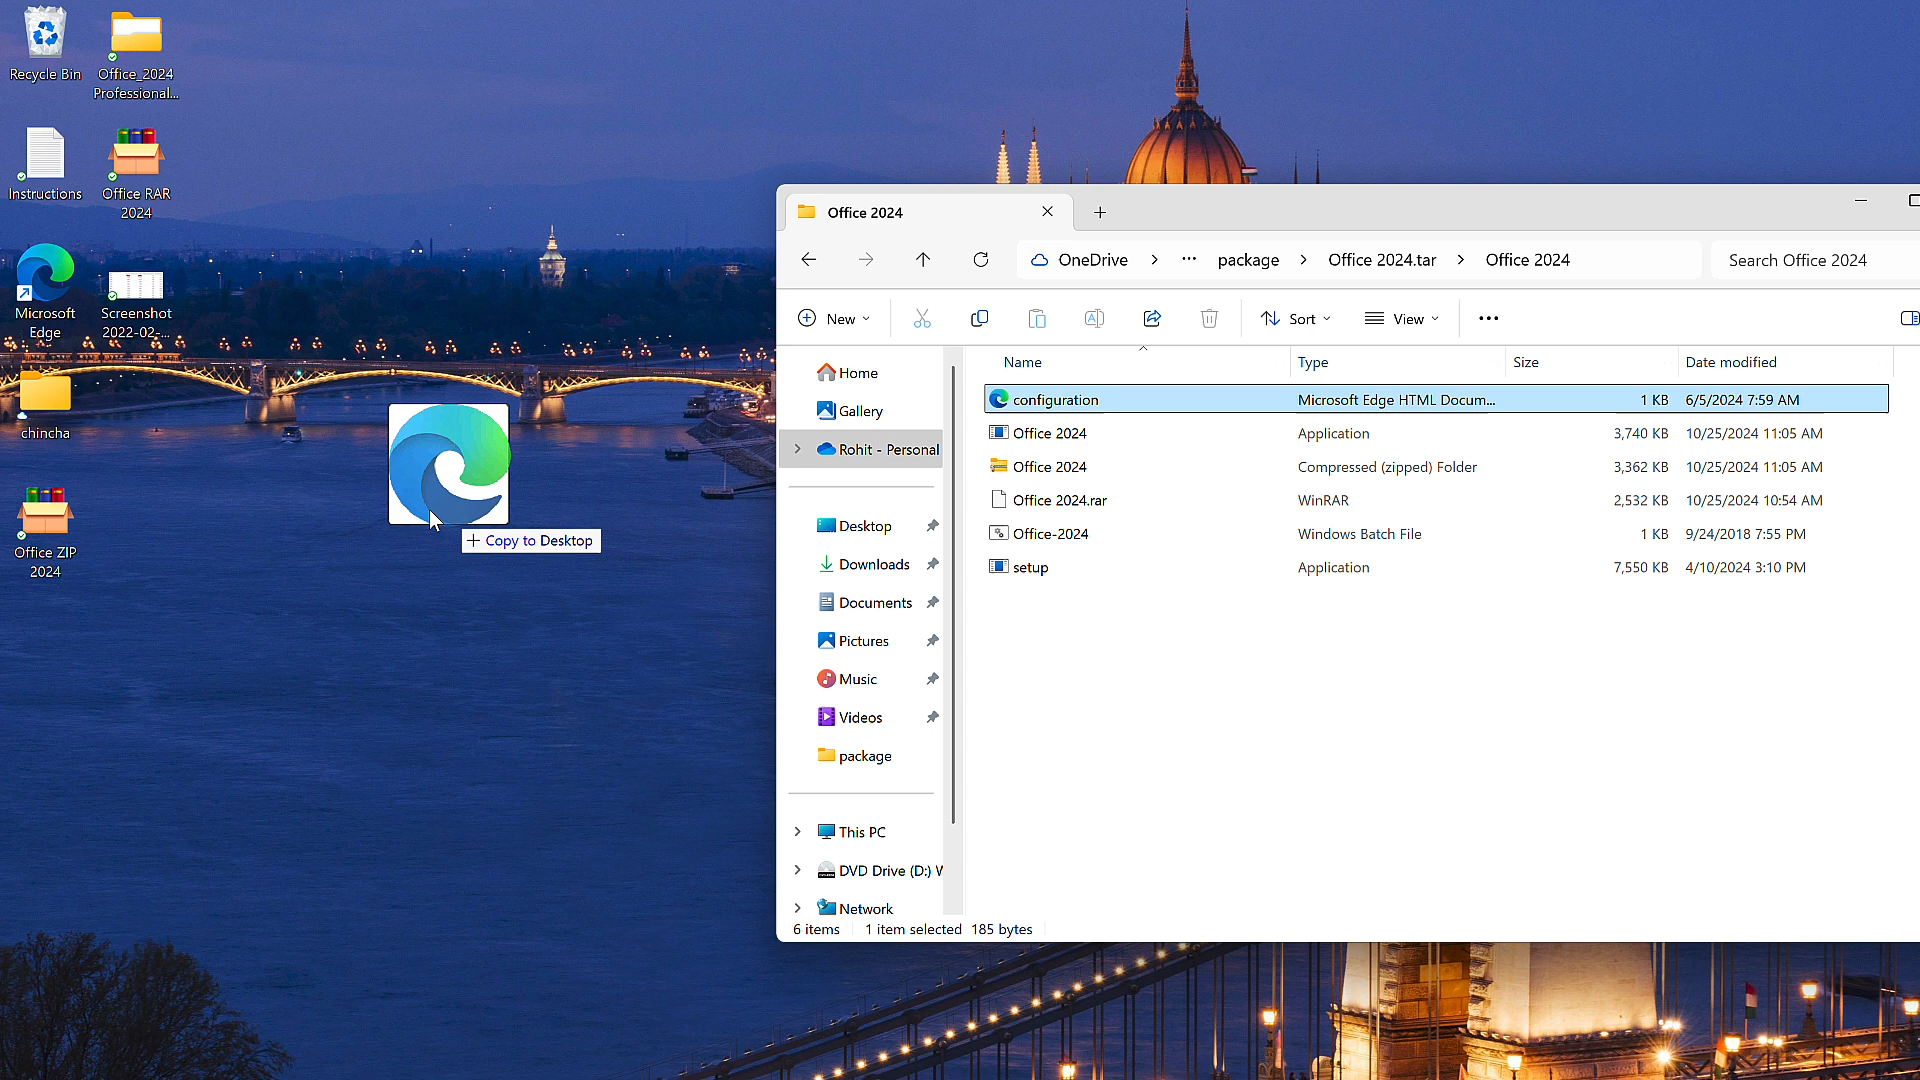 Recycle Bin
Office_2024
Professional...
Instructions
Office RAR
2024
Microsoft
Edge
Screenshot
2022-02-...
chincha
Office ZIP
2024
+ Copy to Desktop
Office 2024
OneDrive > ... package > Office 2024.tar > Office 2024
Search Office 2024
New
Sort
View
Home
Gallery
Rohit - Personal
Desktop
Downloads
Documents
Pictures
Music
Videos
package
This PC
DVD Drive (D:) W
Network
Name Type Size Date modified
configuration Microsoft Edge HTML Docum... 1 KB 6/5/2024 7:59 AM
Office 2024 Application 3,740 KB 10/25/2024 11:05 AM
Office 2024 Compressed (zipped) Folder 3,362 KB 10/25/2024 11:05 AM
Office 2024.rar WinRAR 2,532 KB 10/25/2024 10:54 AM
Office-2024 Windows Batch File 1 KB 9/24/2018 7:55 PM
setup Application 7,550 KB 4/10/2024 3:10 PM
6 items 1 item selected 185 bytes